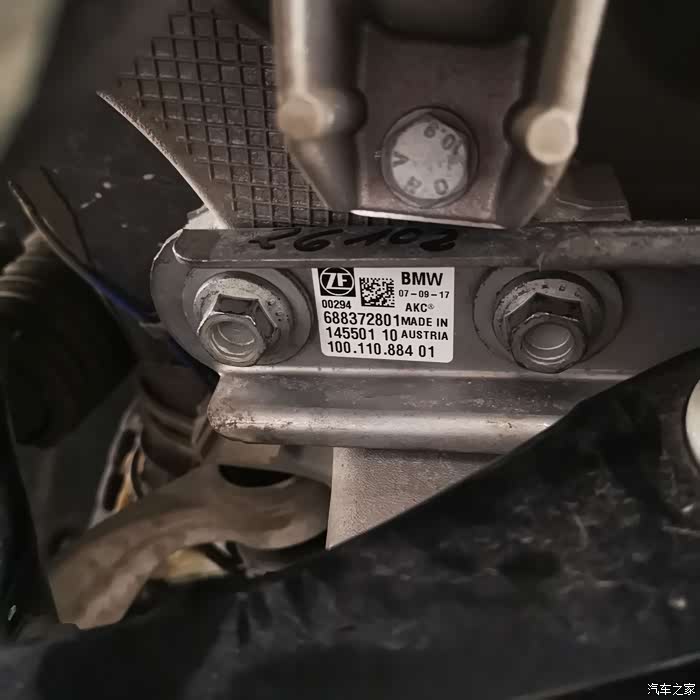 10.9
261102
ZF
BMW
07-09-17
00294
AKC®
688372801 MADE IN
145501 10 AUSTRIA
100.110.884 01
汽车之家